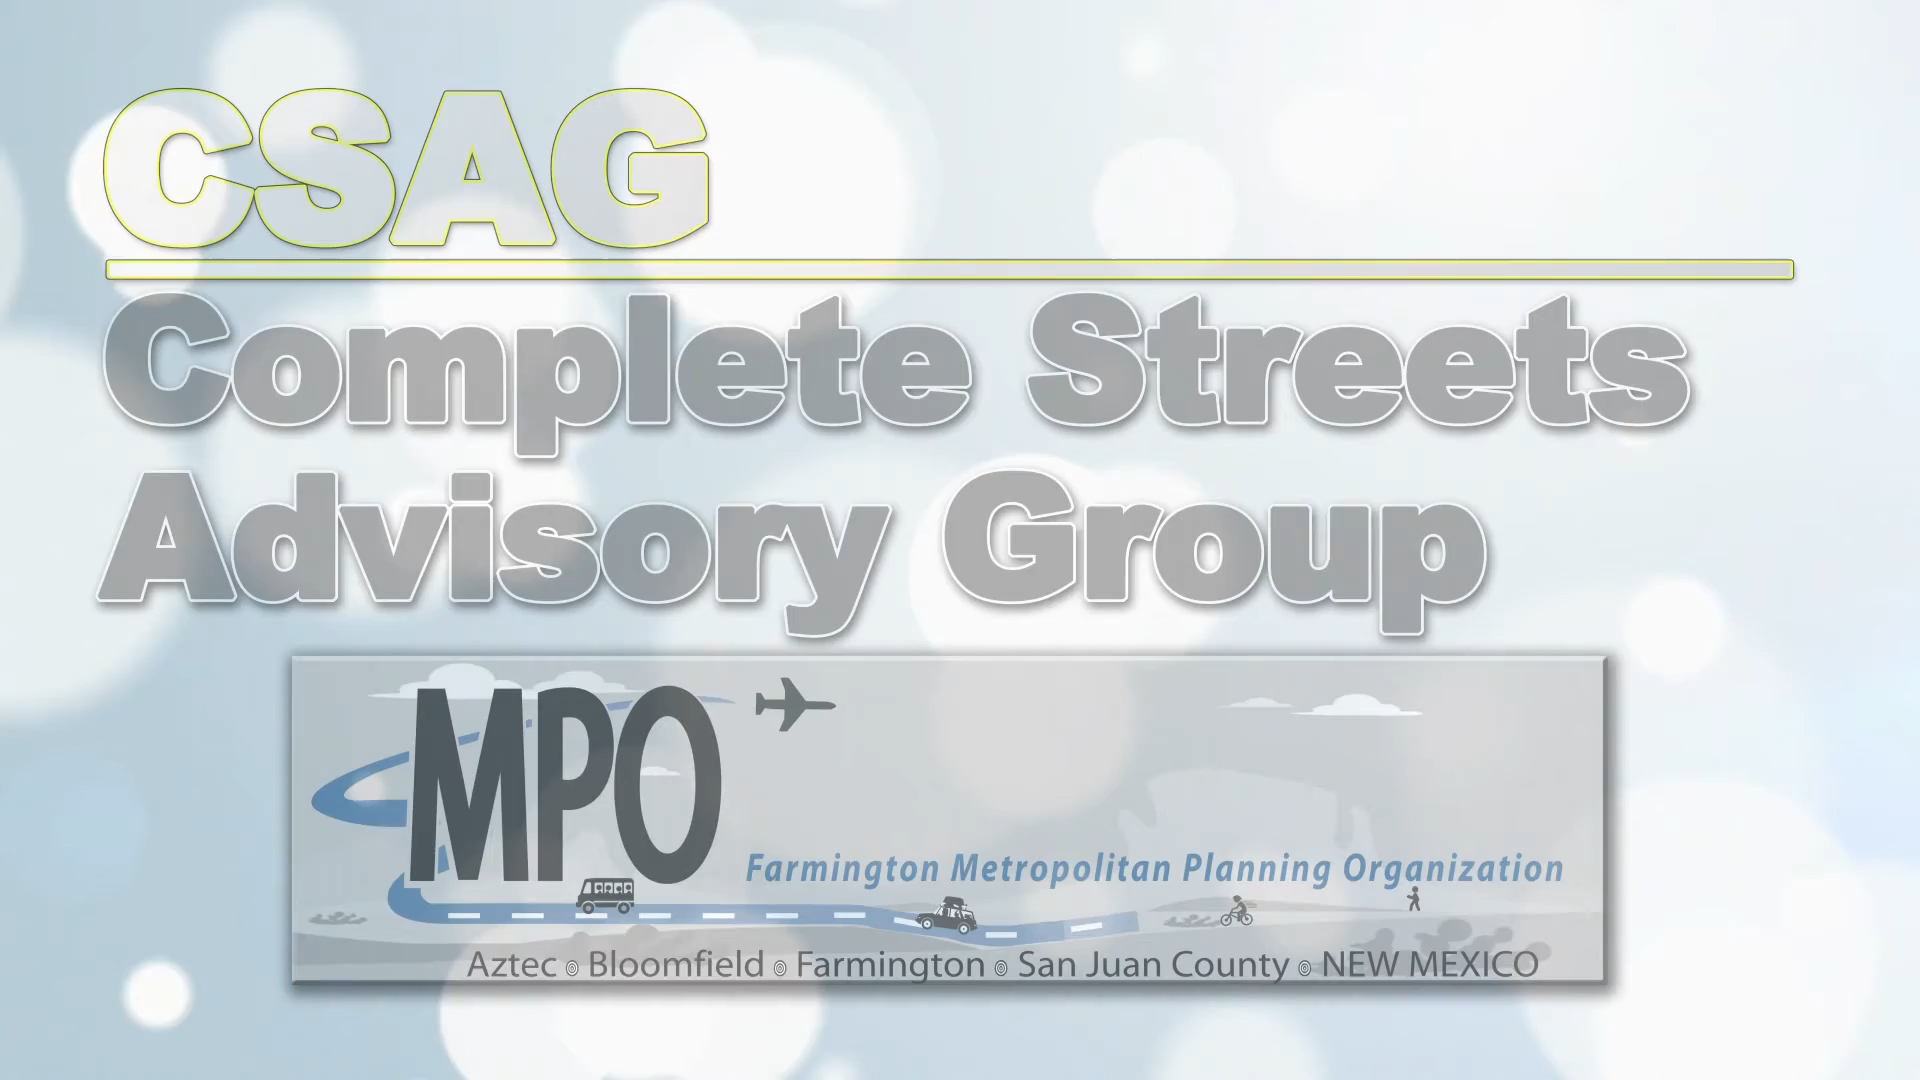 CSAG
Complete Streets
Advisory Group
MPO
Farmington Metropolitan Planning Organization
Aztec ⊚ Bloomfield ⊚ Farmington ⊚ San Juan County ⊚ NEW MEXICO